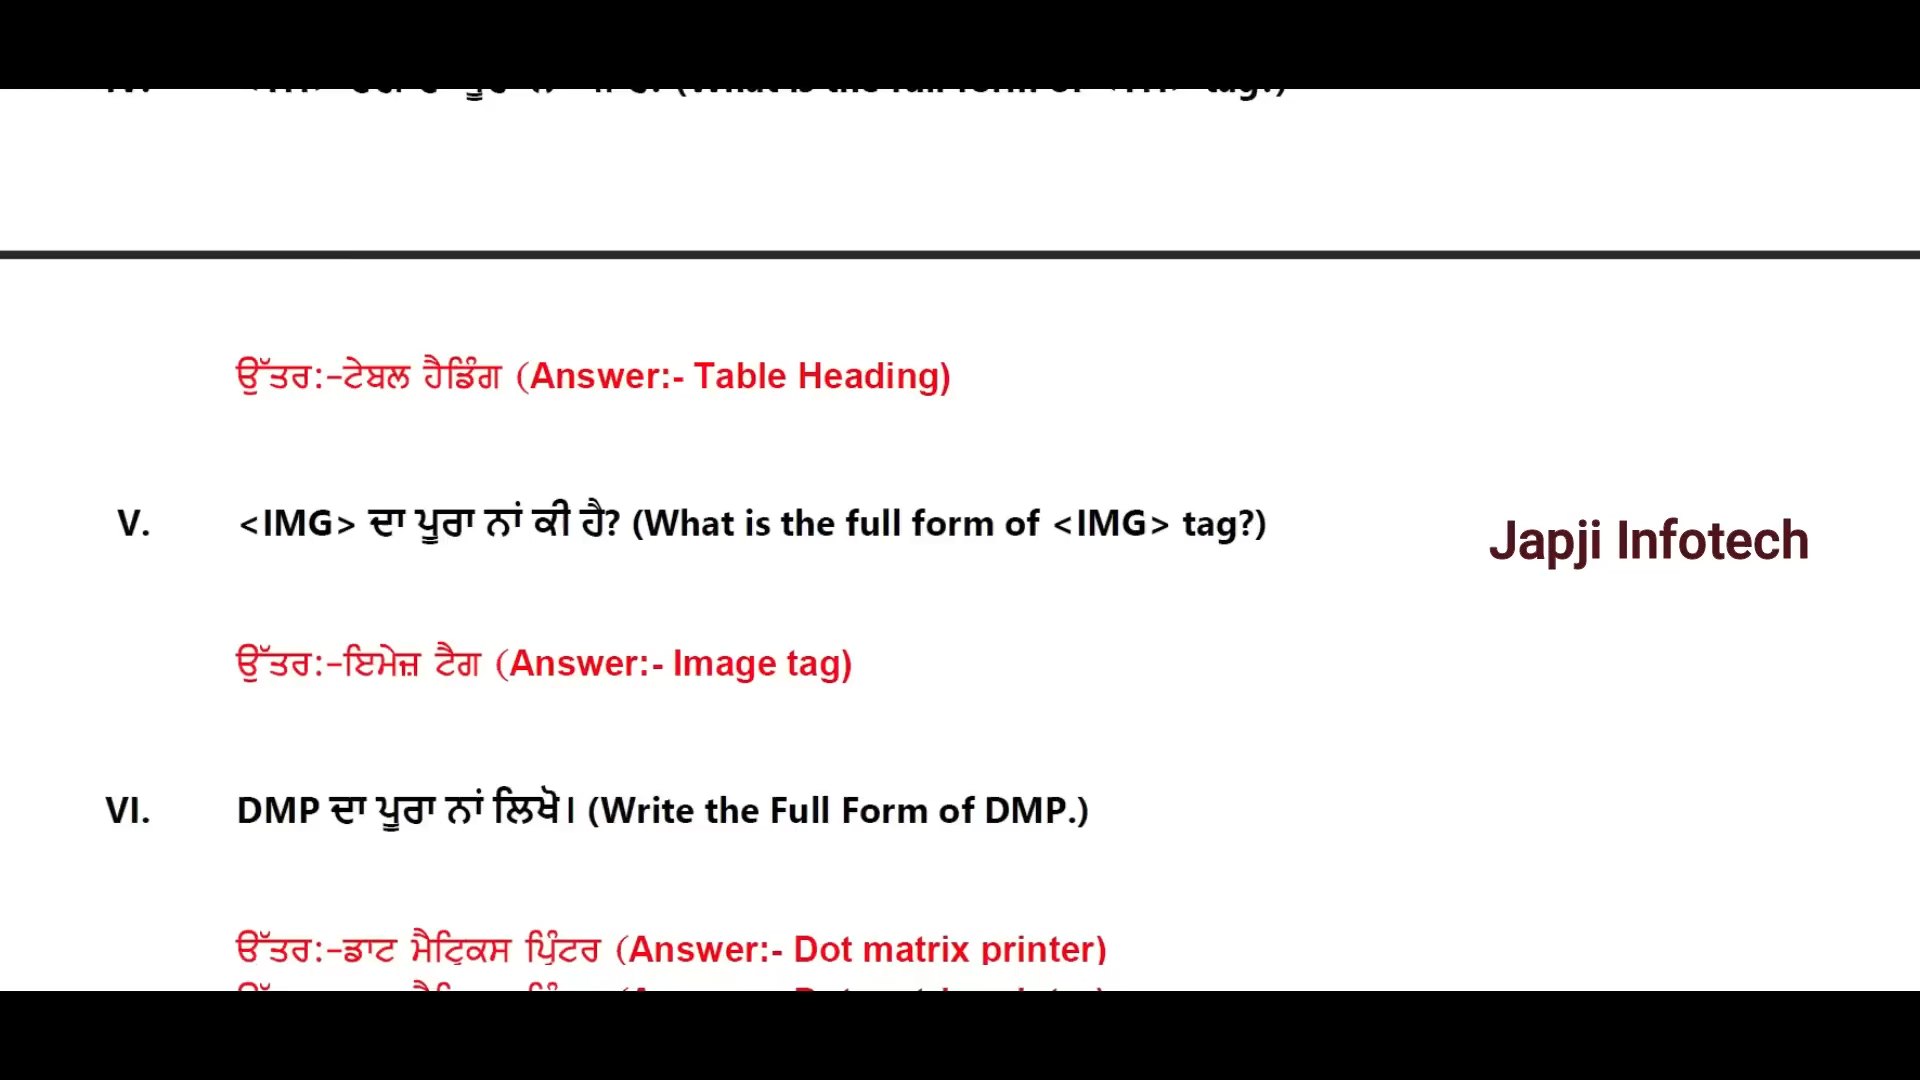 ਉੱਤਰ:-ਟੇਬਲ ਹੈਡਿੰਗ (Answer:- Table Heading)
V. <IMG> ਦਾ ਪੂਰਾ ਨਾਂ ਕੀ ਹੈ? (What is the full form of <IMG> tag?)
Japji Infotech
ਉੱਤਰ:-ਇਮੇਜ਼ ਟੈਗ (Answer:- Image tag)
VI. DMP ਦਾ ਪੂਰਾ ਨਾਂ ਲਿਖੋ। (Write the Full Form of DMP.)
ਉੱਤਰ:-ਡਾਟ ਮੈਟ੍ਰਿਕਸ ਪ੍ਰਿੰਟਰ (Answer:- Dot matrix printer)